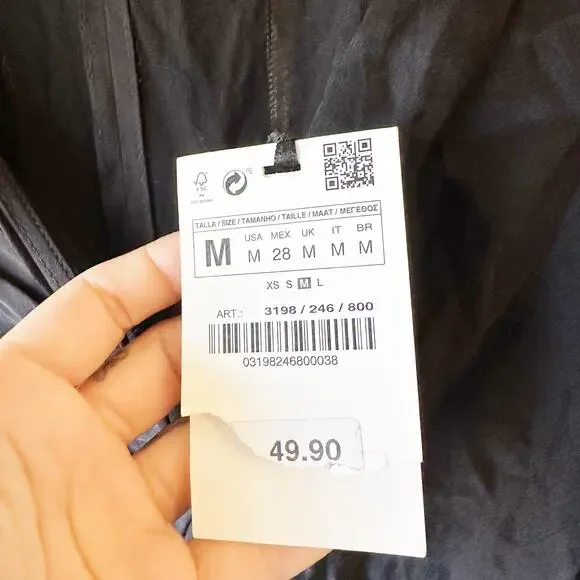 FSC
TALLA / SIZE / TAMANHO / TAILLE / MAAT / ΜΕΓΕΘΟΣ
M
USA MEX UK IT BR
M 28 M M M
XS S M L
ART.: 3198 / 246 / 800
03198246800038
49.90